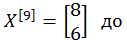 X^[9] = [8 6] до